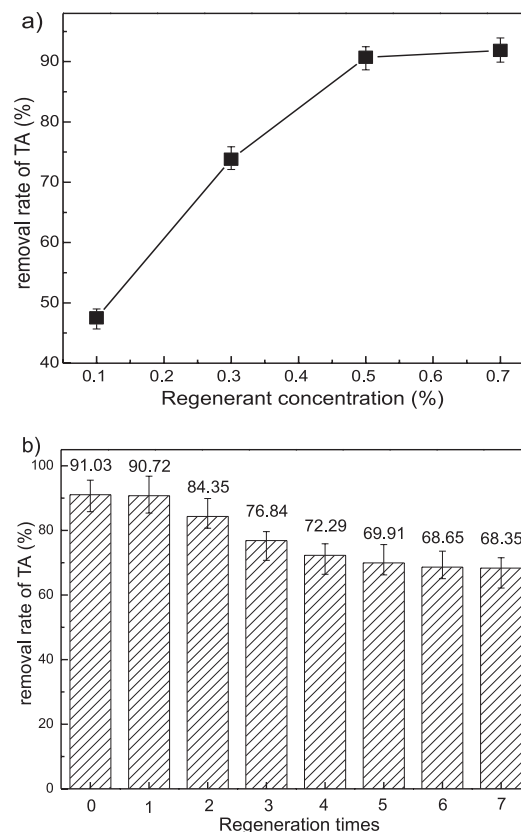 a)
90
80
70
60
50
40
removal rate of TA (%)
0.1 0.2 0.3 0.4 0.5 0.6 0.7
Regenerant concentration (%)
b)
100
80
60
40
20
0
removal rate of TA (%)
91.03 90.72 84.35 76.84 72.29 69.91 68.65 68.35
0 1 2 3 4 5 6 7
Regeneration times